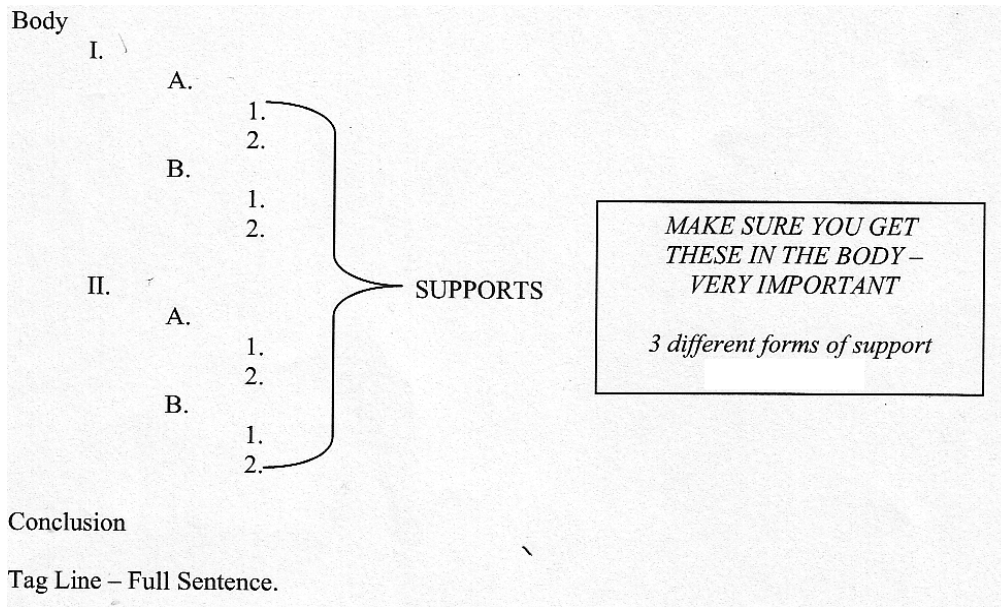 Body
I.
A.
1.
2.
B.
1.
2.
II.
A.
1.
2.
B.
1.
2.
SUPPORTS
MAKE SURE YOU GET
THESE IN THE BODY –
VERY IMPORTANT
3 different forms of support
Conclusion
Tag Line – Full Sentence.